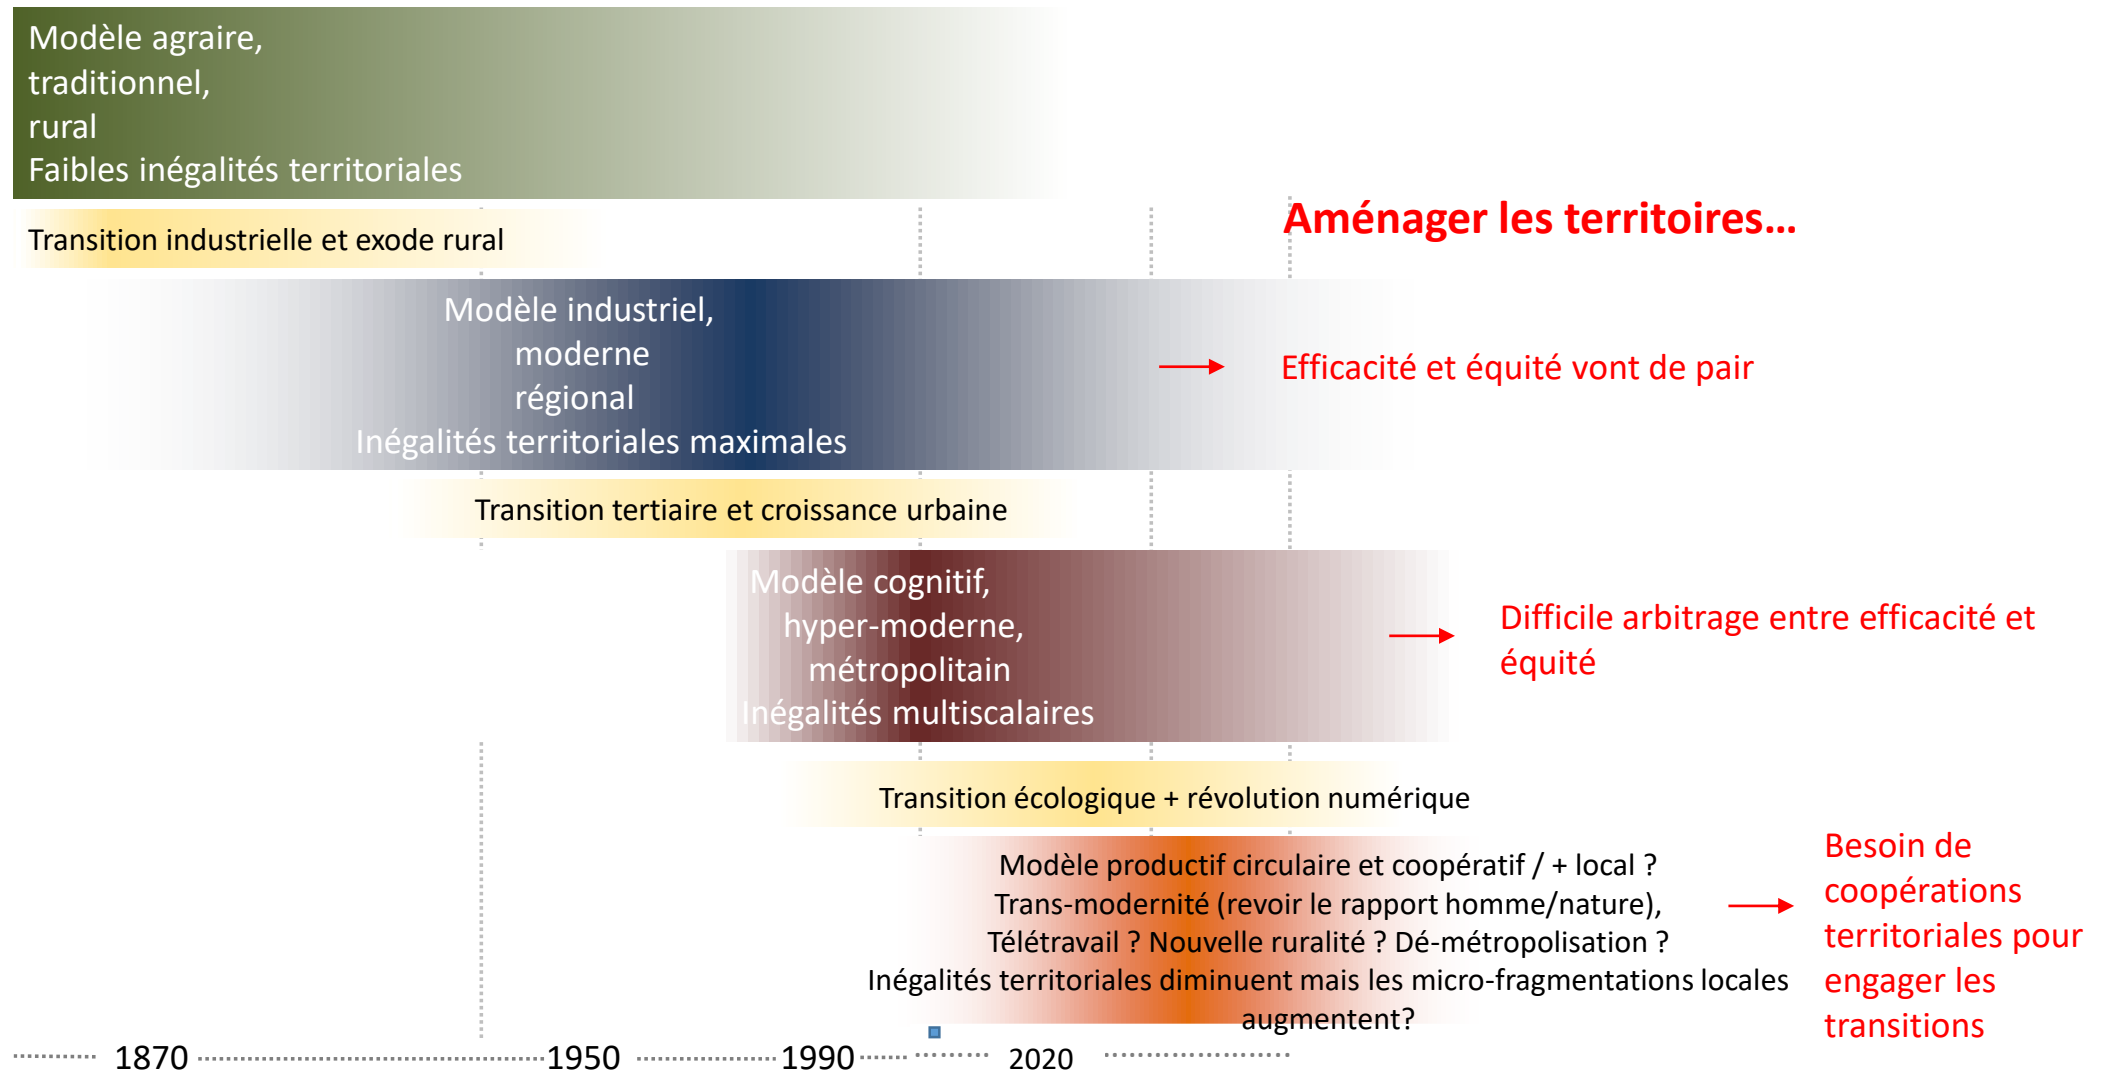 Modèle agraire,
traditionnel,
rural
Faibles inégalités territoriales
Transition industrielle et exode rural
Aménager les territoires...
Modèle industriel,
moderne
régional
Inégalités territoriales maximales
Efficacité et équité vont de pair
Transition tertiaire et croissance urbaine
Modèle cognitif,
hyper-moderne,
métropolitain
Inégalités multiscalaires
Difficile arbitrage entre efficacité et
équité
Transition écologique + révolution numérique
Modèle productif circulaire et coopératif / + local ?
Trans-modernité (revoir le rapport homme/nature),
Télétravail ? Nouvelle ruralité ? Dé-métropolisation ?
Inégalités territoriales diminuent mais les micro-fragmentations locales
augmentent?
Besoin de
coopérations
territoriales pour
engager les
transitions
1870 1950 1990 2020